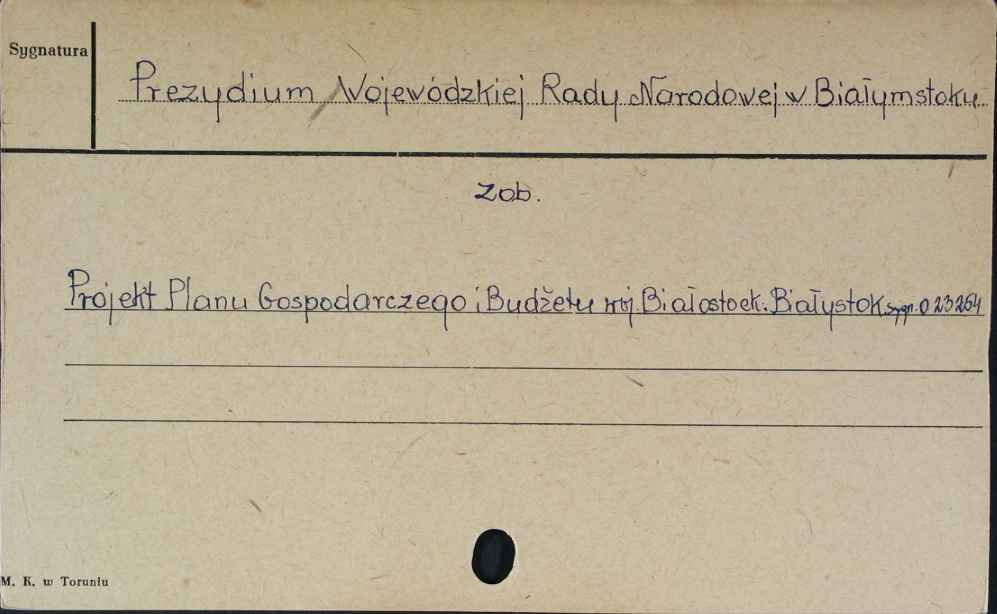 Sygnatura
Prezydium Wojewódzkiej Rady Narodowej w Białymstoku
Zob.
Projekt Planu Gospodarczego i Budżetu woj. Białostock. Białystok sygn. 023264
M. K. w Toruniu